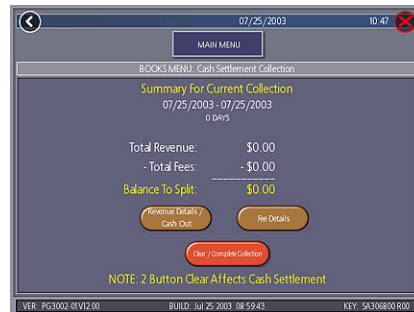 07/25/2003 10:47
MAIN MENU
BOOKS MENU: Cash Settlement Collection
Summary For Current Collection
07/25/2003 - 07/25/2003
0 DAYS
Total Revenue: $0.00
- Total Fees: - $0.00
Balance To Split: $0.00
Revenue Details /
Cash Out
Fee Details
Clear / Complete Collection
NOTE: 2 Button Clear Affects Cash Settlement
VER: PG3002-01V12.00 BUILD: Jul 25 2003 08:59:43 KEY: SA306800 R00